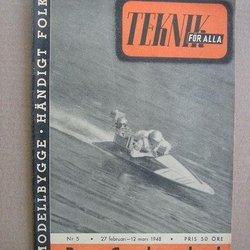 TEKNIK
FÖR ALLA
MODELLBYGGE · HÄNDIGT FOLK
Nr 5 • 27 februari—12 mars 1948 • PRIS 50 ÖRE